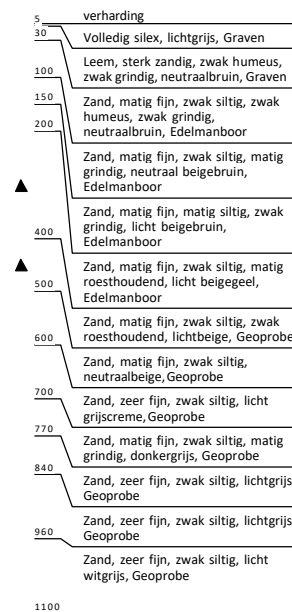 verharding
5
Volledig silex, lichtgrijs, Graven
30
Leem, sterk zandig, zwak humeus,
zwak grindig, neutraalbruin, Graven
100
Zand, matig fijn, zwak siltig, zwak
humeus, zwak grindig,
neutraalbruin, Edelmanboor
150
200
Zand, matig fijn, zwak siltig, matig
grindig, neutraal beigebruin,
Edelmanboor
Zand, matig fijn, matig siltig, zwak
grindig, licht beigebruin,
Edelmanboor
400
Zand, matig fijn, zwak siltig, matig
roesthoudend, licht beigegeel,
Edelmanboor
500
Zand, matig fijn, zwak siltig, zwak
roesthoudend, lichtbeige, Geoprobe
600
Zand, matig fijn, zwak siltig,
neutraalbeige, Geoprobe
700
Zand, zeer fijn, zwak siltig, licht
grijscreme, Geoprobe
770
Zand, matig fijn, zwak siltig, matig
grindig, donkergrijs, Geoprobe
840
Zand, zeer fijn, zwak siltig, lichtgrijs
Geoprobe
960
Zand, zeer fijn, zwak siltig, lichtgrijs
Geoprobe
Zand, zeer fijn, zwak siltig, licht
witgrijs, Geoprobe
1100